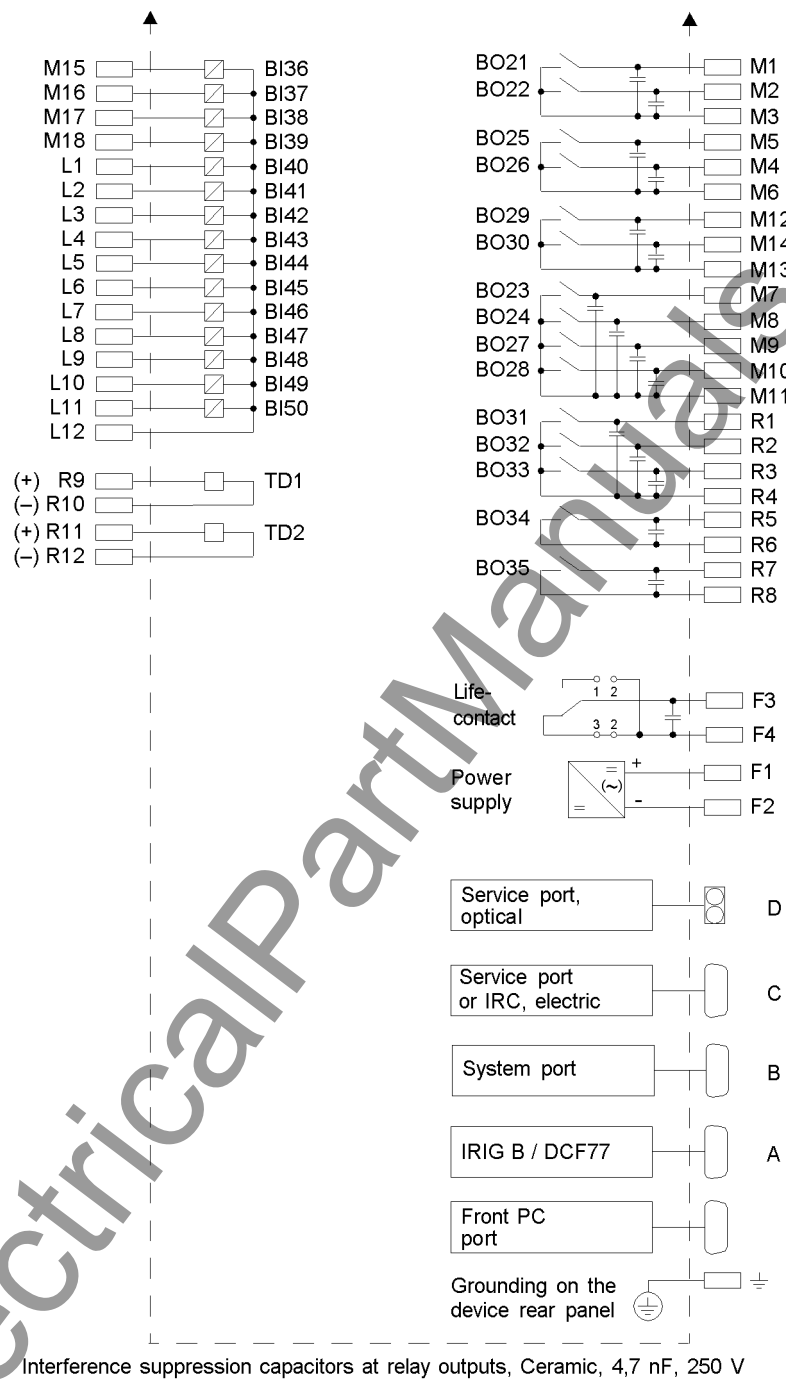 M15 BI36
M16 BI37
M17 BI38
M18 BI39
L1 BI40
L2 BI41
L3 BI42
L4 BI43
L5 BI44
L6 BI45
L7 BI46
L8 BI47
L9 BI48
L10 BI49
L11 BI50
L12
(+) R9 TD1
(–) R10
(+) R11 TD2
(–) R12
BO21 M1
BO22 M2
M3
BO25 M5
BO26 M4
M6
BO29 M12
BO30 M14
M13
BO23 M7
BO24 M8
BO27 M9
BO28 M10
M11
BO31 R1
BO32 R2
BO33 R3
R4
BO34 R5
R6
BO35 R7
R8
Life-
contact
1 2
3 2
F3
F4
Power
supply
= (~) =
+ F1
- F2
Service port,
optical
D
Service port
or IRC, electric
C
System port
B
IRIG B / DCF77
A
Front PC
port
Grounding on the
device rear panel
Interference suppression capacitors at relay outputs, Ceramic, 4,7 nF, 250 V
ectricalPartManuals